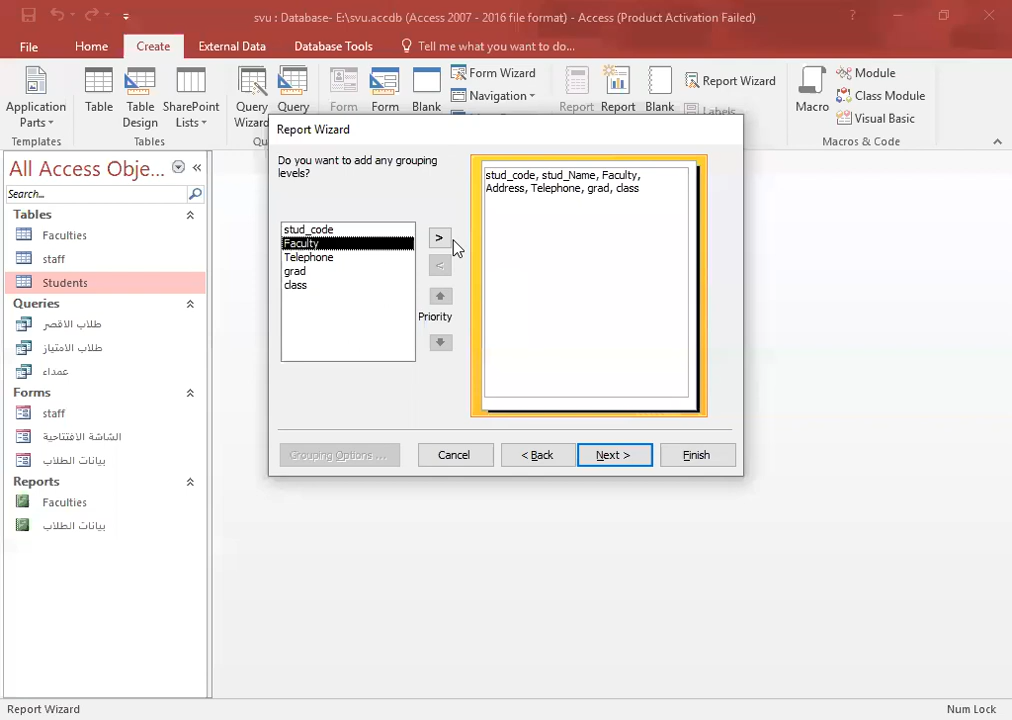 svu : Database- E:\svu.accdb (Access 2007 - 2016 file format) - Access (Product Activation Failed)
?
File Home Create External Data Database Tools Tell me what you want to do...
Application Parts
Table
Table Design
SharePoint Lists
Query Wizard
Query
Form
Form
Blank
Form Wizard
Navigation
Report
Report
Blank
Report Wizard
Labels
Macro
Module
Class Module
Visual Basic
Templates
Tables
Macros & Code
Report Wizard
Do you want to add any grouping
levels?
stud_code
Faculty
Telephone
grad
class
>
<
Priority
stud_code, stud_Name, Faculty,
Address, Telephone, grad, class
Grouping Options ...
Cancel
< Back
Next >
Finish
All Access Obje... «
Search...
Tables
Faculties
staff
Students
Queries
طلاب الاقصر
طلاب الامتياز
عمداء
Forms
staff
الشاشة الافتتاحية
بيانات الطلاب
Reports
Faculties
بيانات الطلاب
Report Wizard
Num Lock